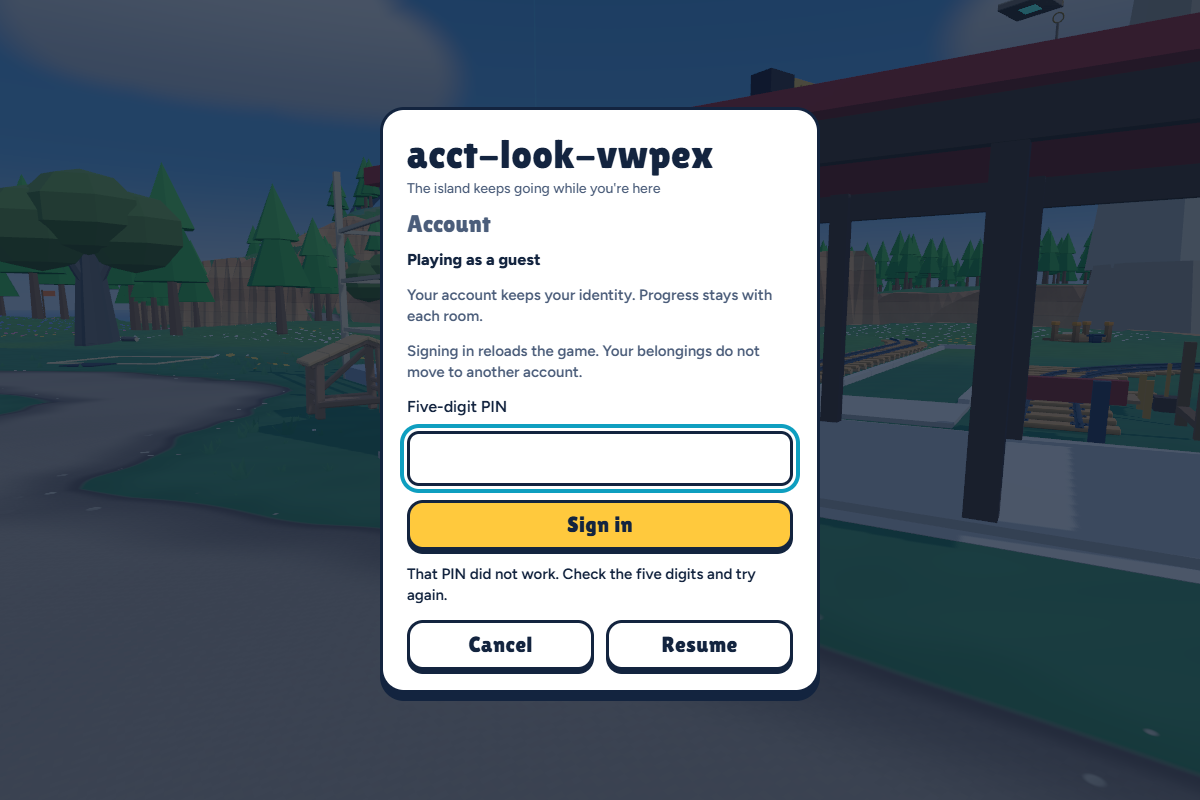 acct-look-vwpex
The island keeps going while you're here
Account
Playing as a guest
Your account keeps your identity. Progress stays with
each room.
Signing in reloads the game. Your belongings do not
move to another account.
Five-digit PIN
Sign in
That PIN did not work. Check the five digits and try
again.
Cancel
Resume